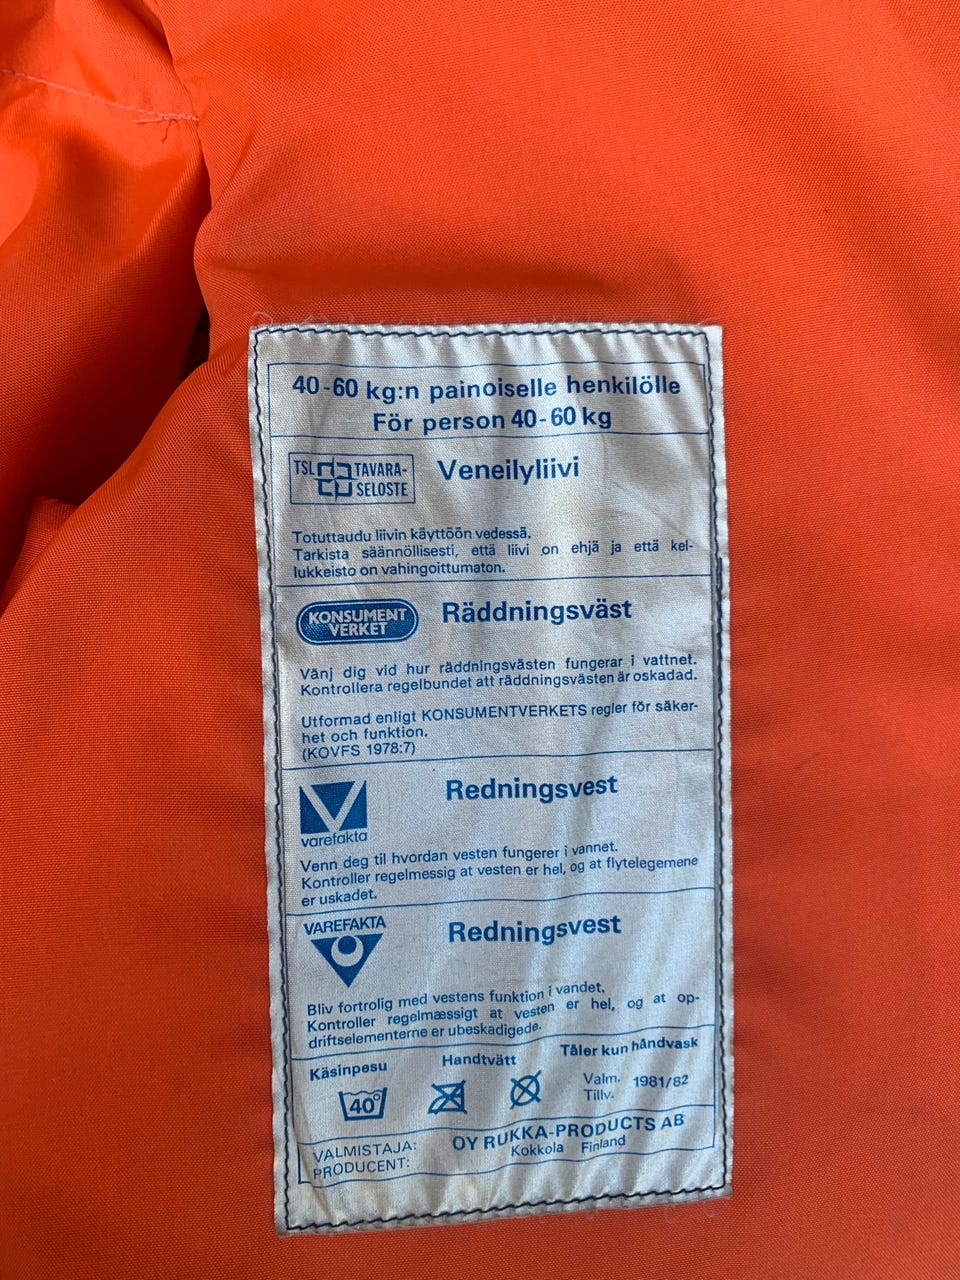 40-60 kg:n painoiselle henkilölle
För person 40-60 kg
TSL TAVARA-
SELOSTE
Veneilyliivi
Totuttaudu liivin käyttöön vedessä.
Tarkista säännöllisesti, että liivi on ehjä ja että kel-
lukkeisto on vahingoittumaton.
KONSUMENT
VERKET
Räddningsväst
Vänj dig vid hur räddningsvästen fungerar i vattnet.
Kontrollera regelbundet att räddningsvästen är oskadad.
Utformad enligt KONSUMENTVERKETS regler för säker-
het och funktion.
(KOVFS 1978:7)
varefakta
Redningsvest
Venn deg til hvordan vesten fungerer i vannet.
Kontroller regelmessig at vesten er hel, og at flytelegemene
er uskadet.
VAREFAKTA
Redningsvest
Bliv fortrolig med vestens funktion i vandet.
Kontroller regelmæssigt at vesten er hel, og at op-
driftselementerne er ubeskadigede.
Käsinpesu Handtvätt Tåler kun håndvask
40°
Valm. 1981/82
Tillv.
VALMISTAJA: OY RUKKA-PRODUCTS AB
PRODUCENT: Kokkola Finland